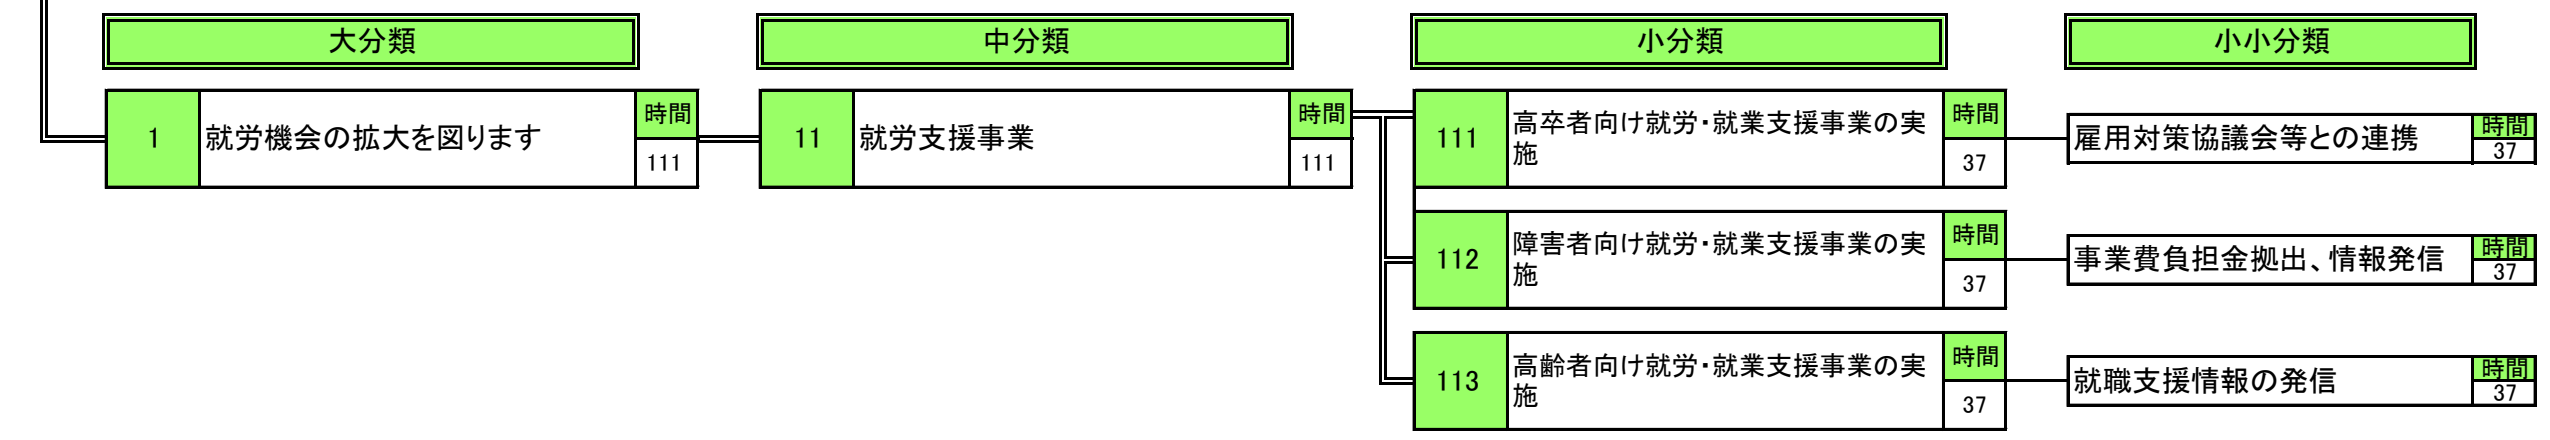 大分類
中分類
小分類
小小分類
1
就労機会の拡大を図ります
時間
111
11
就労支援事業
時間
111
111
高卒者向け就労・就業支援事業の実
施
時間
37
雇用対策協議会等との連携
時間
37
112
障害者向け就労・就業支援事業の実
施
時間
37
事業費負担金拠出、情報発信
時間
37
113
高齢者向け就労・就業支援事業の実
施
時間
37
就職支援情報の発信
時間
37